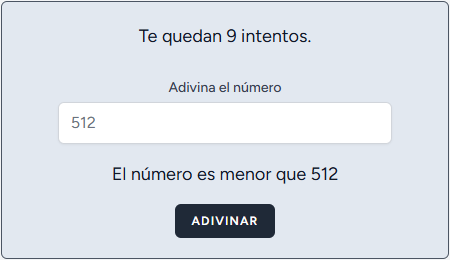 Te quedan 9 intentos.
Adivina el número
512
El número es menor que 512
ADIVINAR